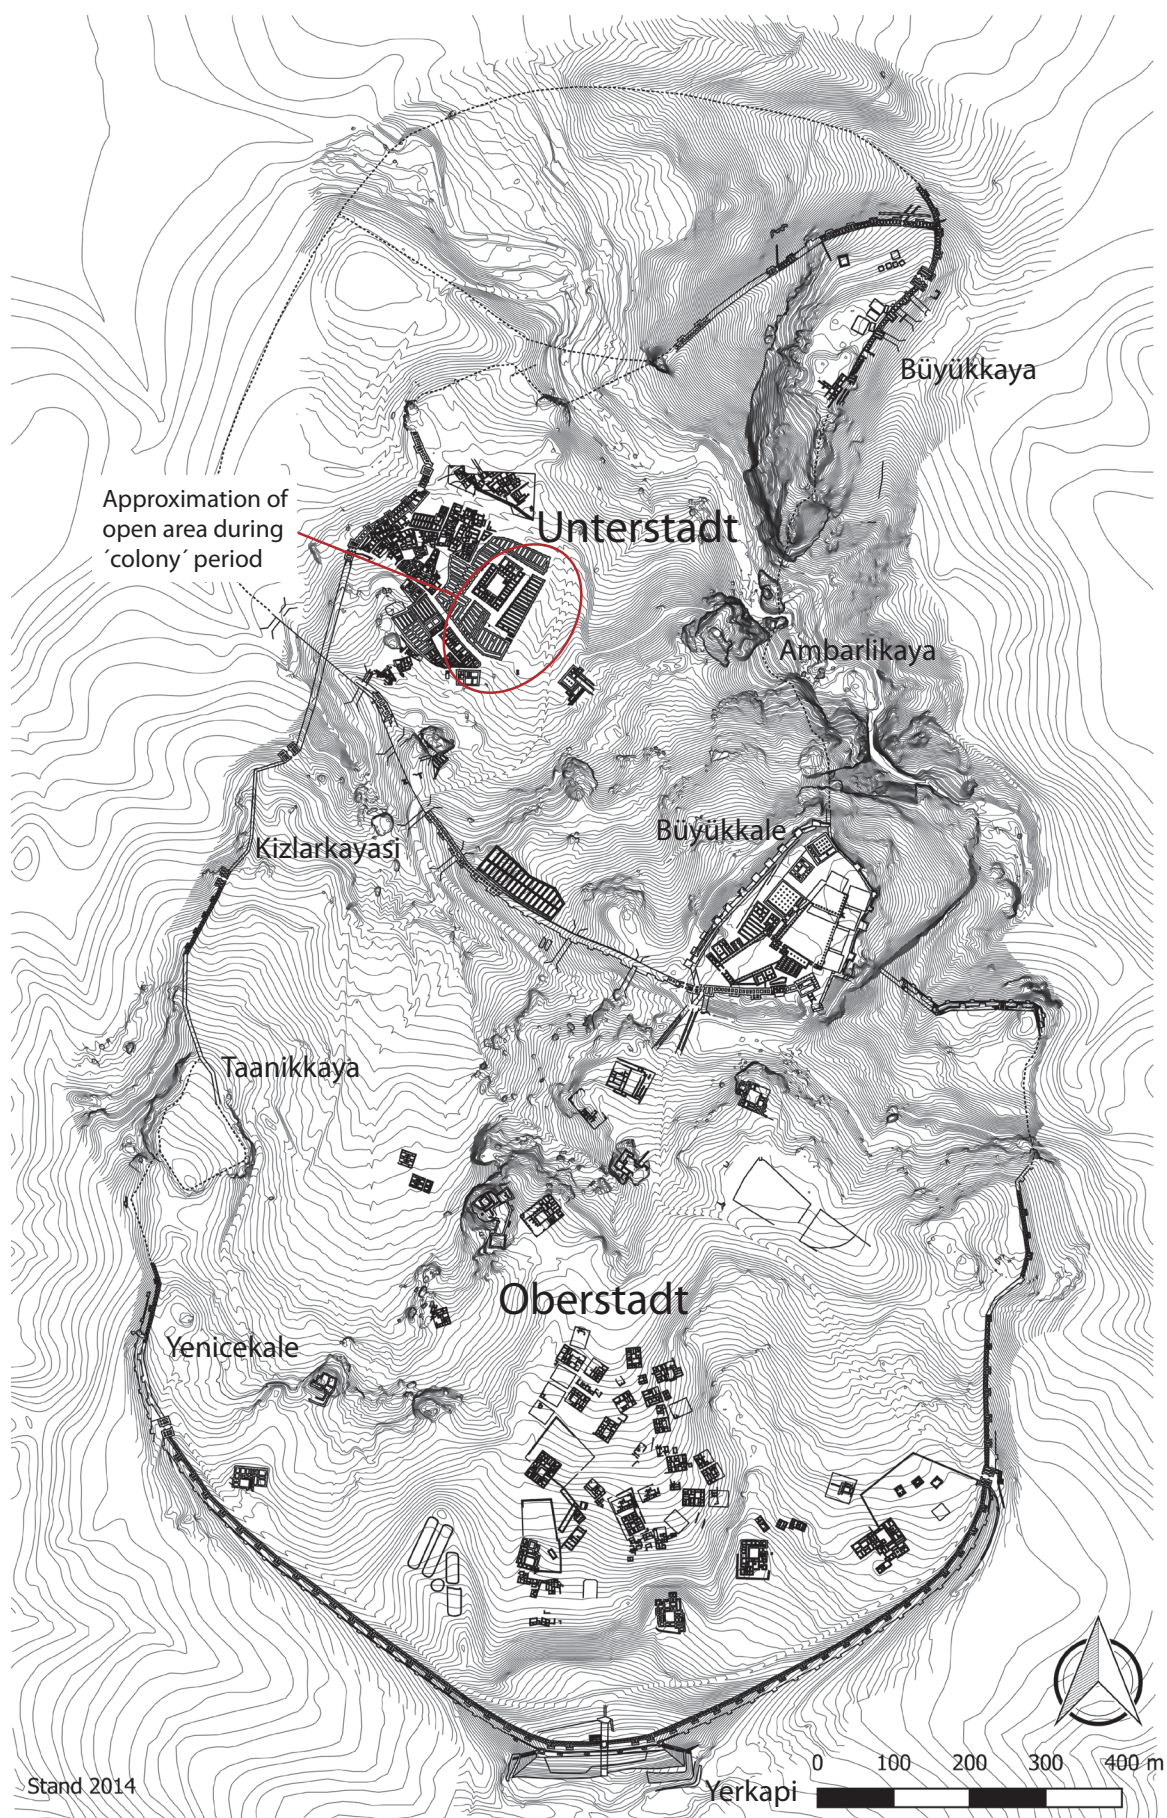 Büyükkaya
Approximation of
open area during
´colony´ period
Unterstadt
Ambarlikaya
Büyükkale
Kizlarkayasi
Taanikkaya
Oberstadt
Yenicekale
Stand 2014
Yerkapi
0 100 200 300 400 m